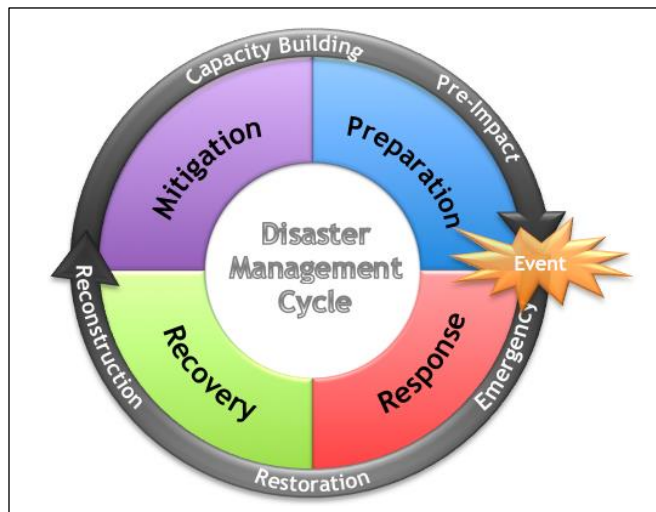 Capacity Building
Pre-Impact
Mitigation
Preparation
Disaster
Management
Cycle
Event
Reconstruction
Recovery
Response
Emergency
Restoration